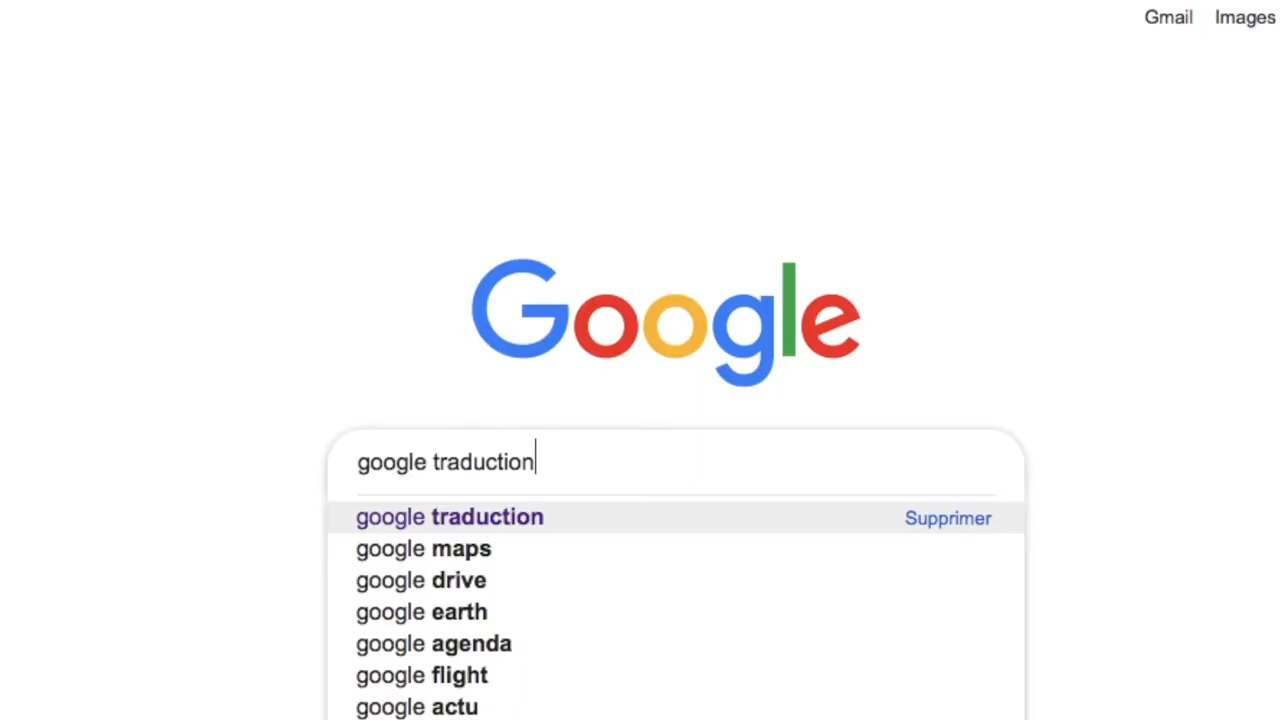 Gmail Images
Google
google traduction
google traduction Supprimer
google maps
google drive
google earth
google agenda
google flight
google actu